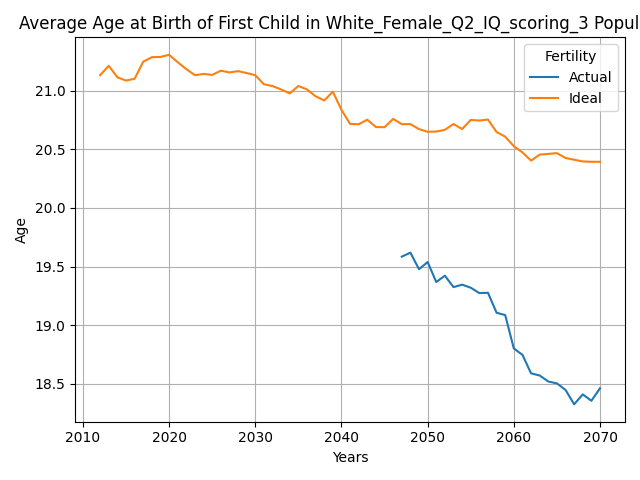 Average Age at Birth of First Child in White_Female_Q2_IQ_scoring_3 Popul
Fertility
Actual
Ideal
21.0
20.5
20.0
19.5
19.0
18.5
Age
2010 2020 2030 2040 2050 2060 2070
Years